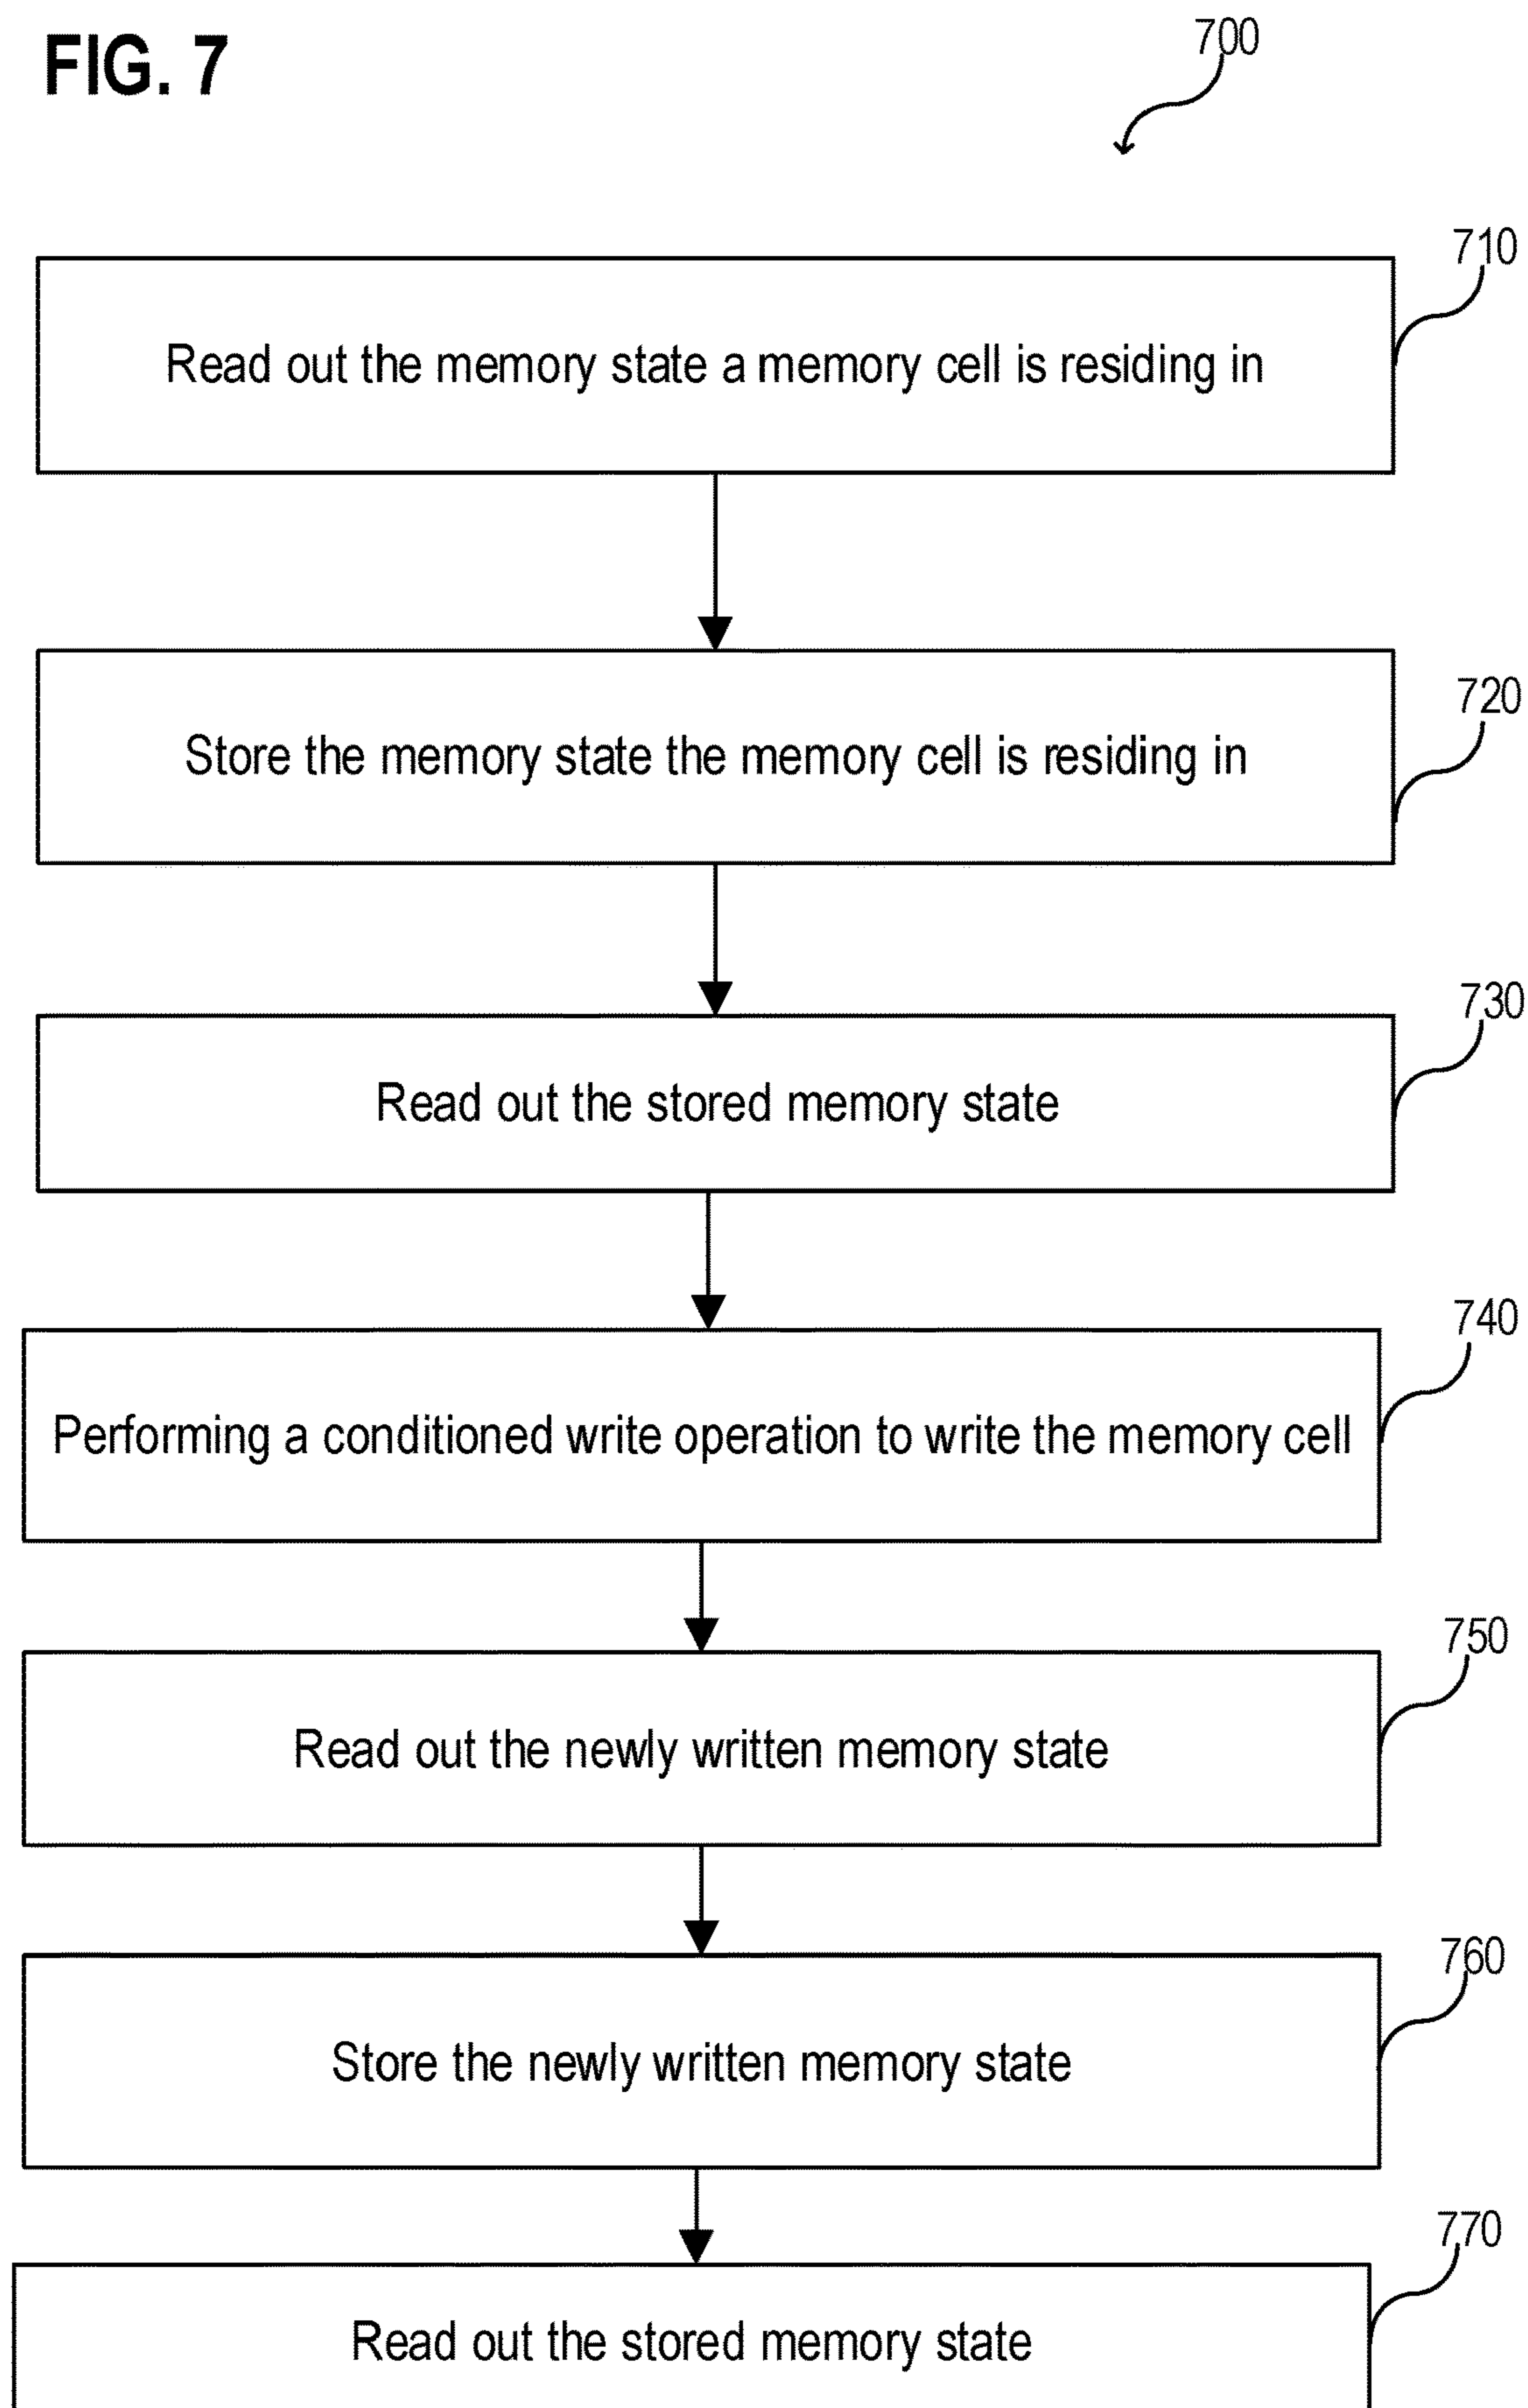 FIG. 7
700
710
Read out the memory state a memory cell is residing in
720
Store the memory state the memory cell is residing in
730
Read out the stored memory state
740
Performing a conditioned write operation to write the memory cell
750
Read out the newly written memory state
760
Store the newly written memory state
770
Read out the stored memory state